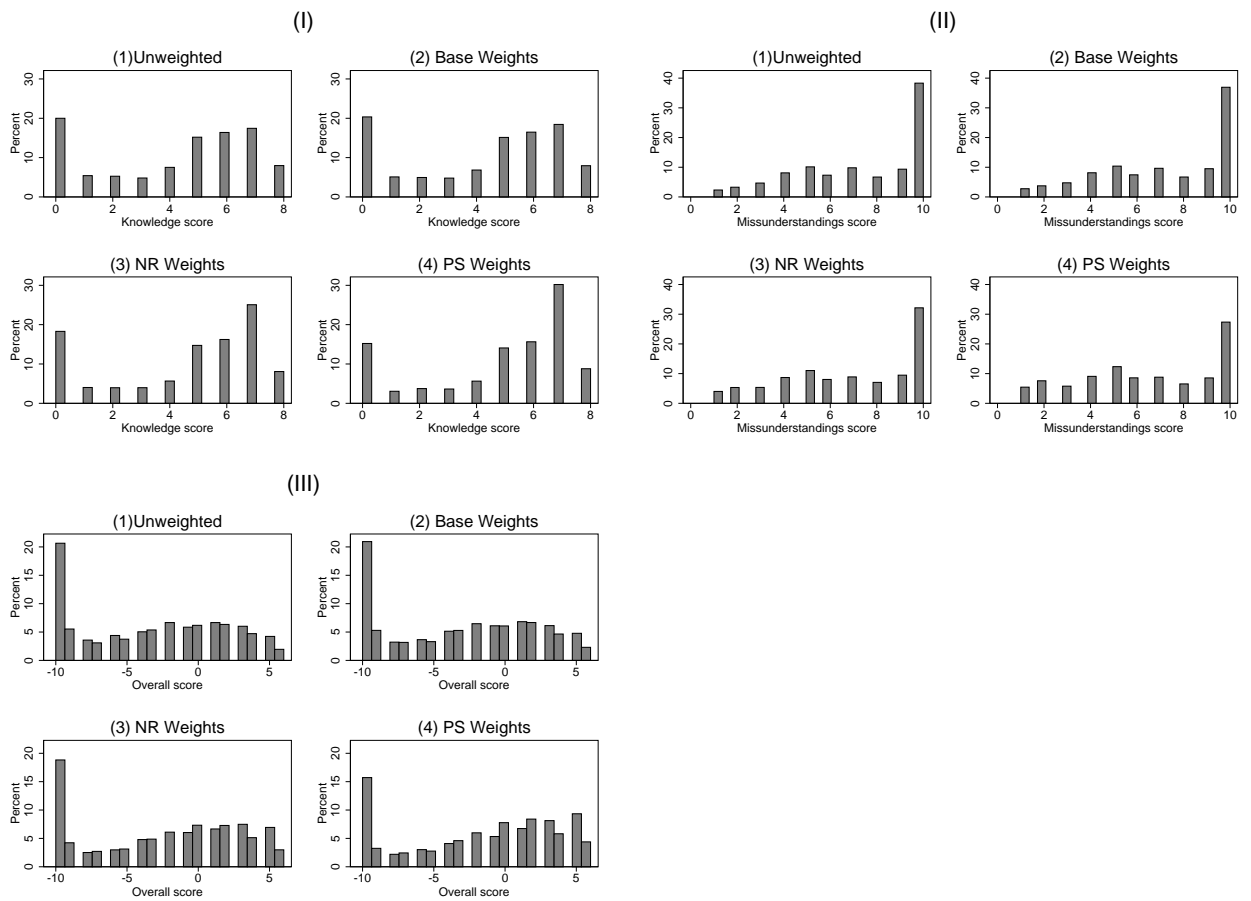 (I)
(1)Unweighted
Percent
0 10 20 30
0 2 4 6 8
Knowledge score
(2) Base Weights
Percent
0 10 20 30
0 2 4 6 8
Knowledge score
(3) NR Weights
Percent
0 10 20 30
0 2 4 6 8
Knowledge score
(4) PS Weights
Percent
0 10 20 30
0 2 4 6 8
Knowledge score
(II)
(1)Unweighted
Percent
0 10 20 30 40
0 2 4 6 8 10
Missunderstandings score
(2) Base Weights
Percent
0 10 20 30 40
0 2 4 6 8 10
Missunderstandings score
(3) NR Weights
Percent
0 10 20 30 40
0 2 4 6 8 10
Missunderstandings score
(4) PS Weights
Percent
0 10 20 30 40
0 2 4 6 8 10
Missunderstandings score
(III)
(1)Unweighted
Percent
0 5 10 15 20
-10 -5 0 5
Overall score
(2) Base Weights
Percent
0 5 10 15 20
-10 -5 0 5
Overall score
(3) NR Weights
Percent
0 5 10 15 20
-10 -5 0 5
Overall score
(4) PS Weights
Percent
0 5 10 15 20
-10 -5 0 5
Overall score